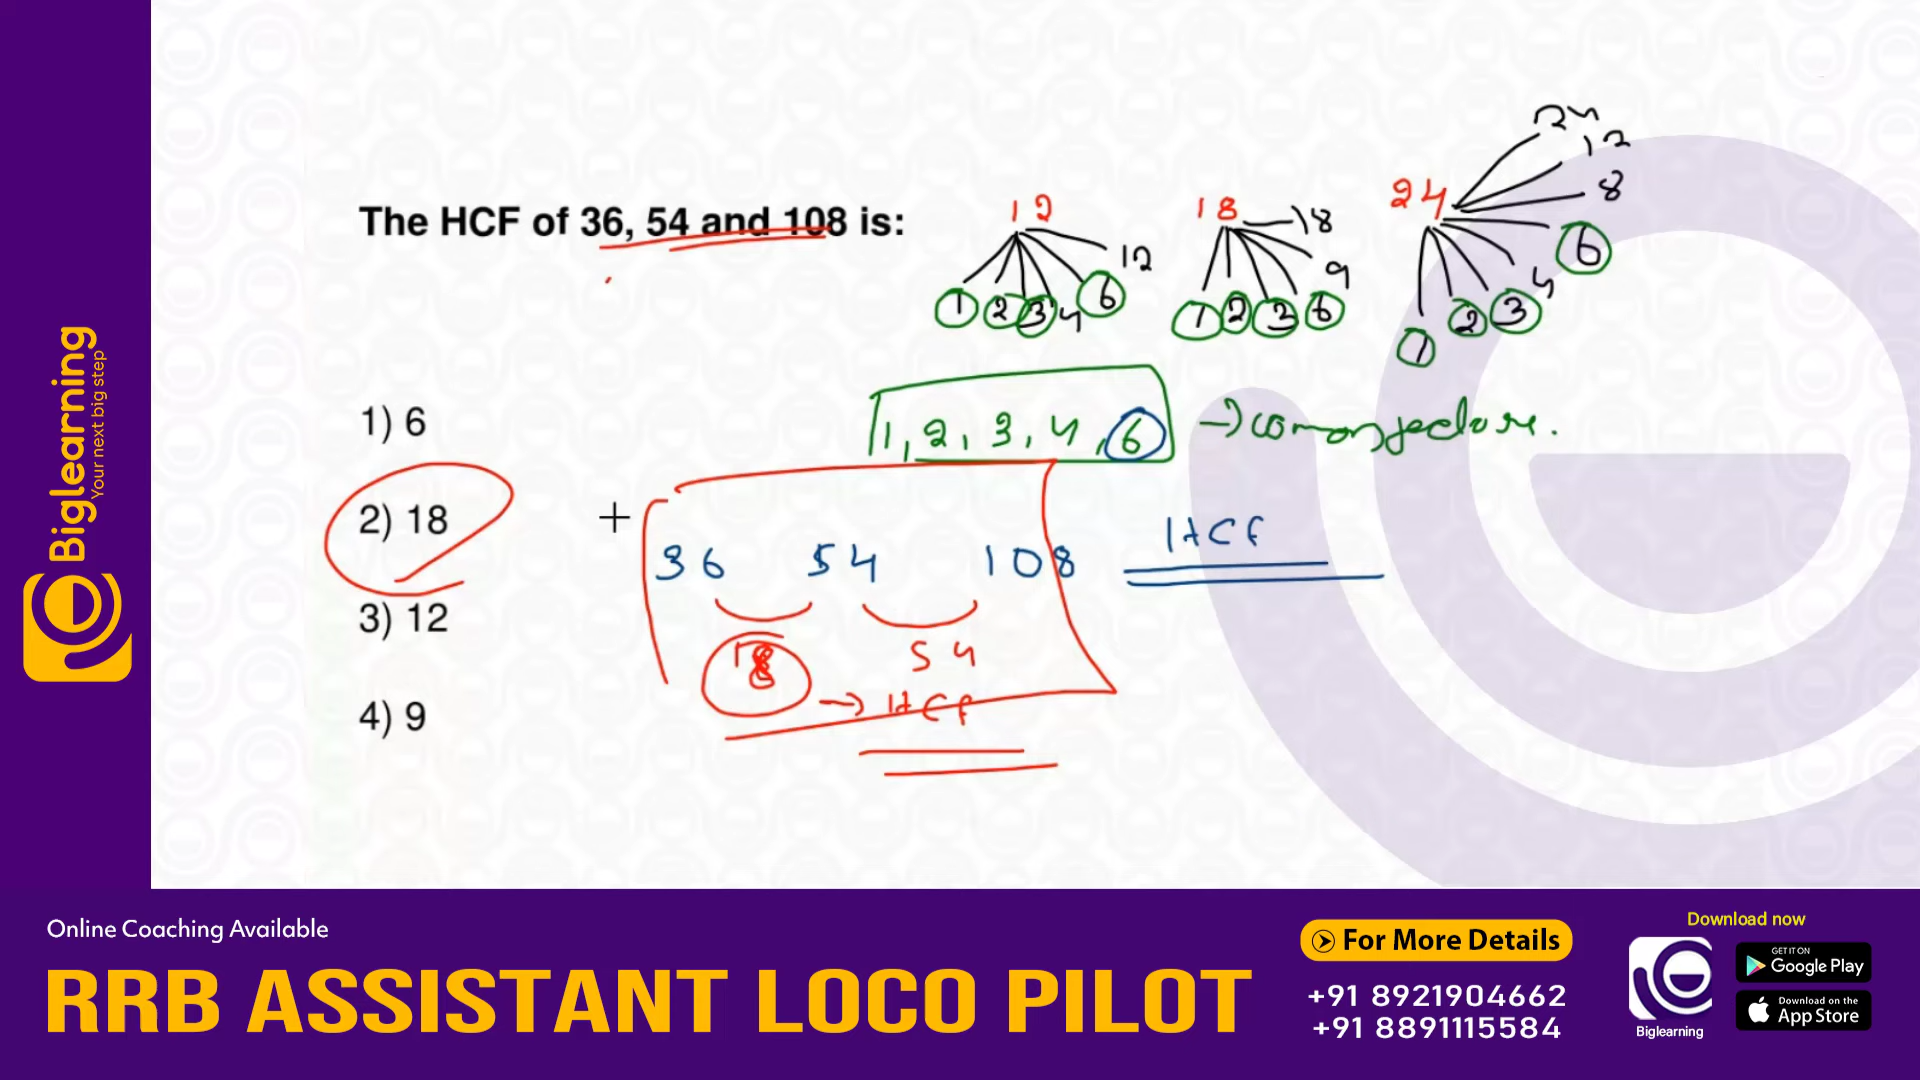 The HCF of 36, 54 and 108 is:
12
1 2 3 4 6 12
18
1 2 3 6 9 18
24
1 2 3 4 6 8 12 24
1) 6
2) 18
3) 12
4) 9
1, 2, 3, 4, 6
+
36 54 108
HCF
18 54
→ HCF
Biglearning
Your next big step
Online Coaching Available
RRB ASSISTANT LOCO PILOT
For More Details
+91 8921904662
+91 8891115584
Download now
Biglearning
GET IT ON
Google Play
Download on the
App Store